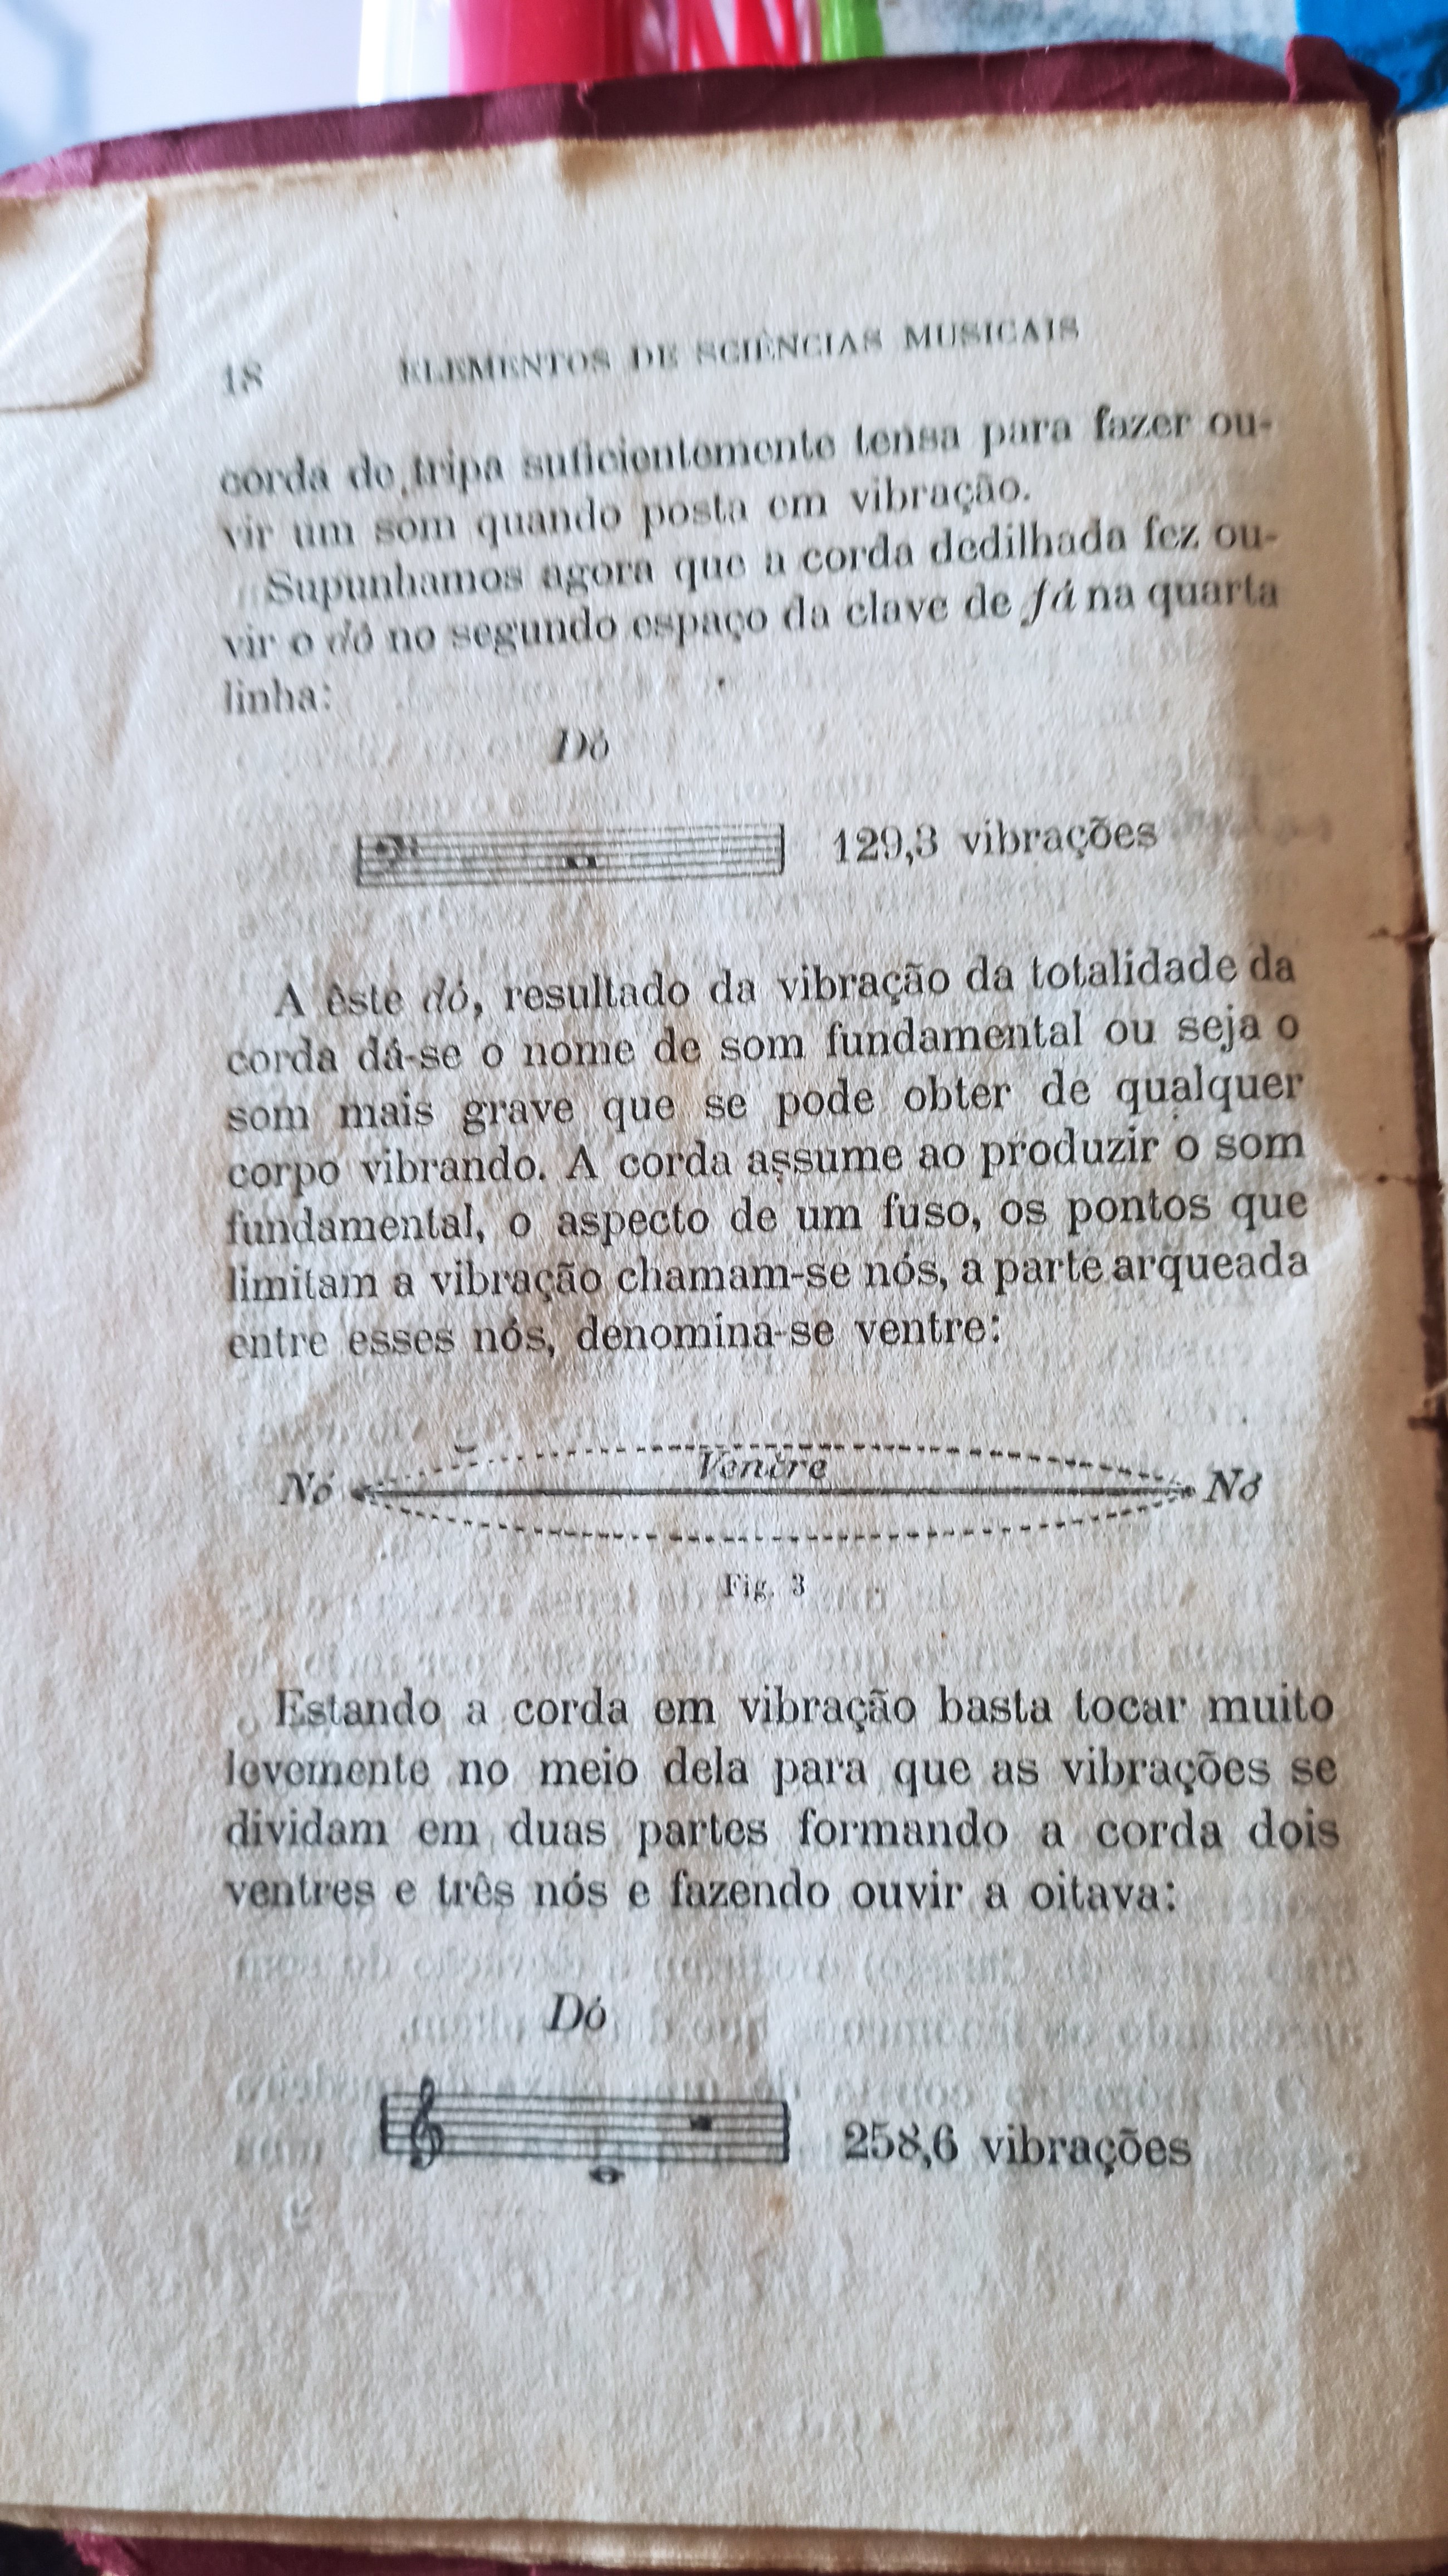 18 ELEMENTOS DE SCIÊNCIAS MUSICAIS
corda de tripa suficientemente tensa para fazer ou-
vir um som quando posta em vibração.
Supunhamos agora que a corda dedilhada fez ou-
vir o dó no segundo espaço da clave de fá na quarta
linha:
Dó
129,3 vibrações
A êste dó, resultado da vibração da totalidade da
corda dá-se o nome de som fundamental ou seja o
som mais grave que se pode obter de qualquer
corpo vibrando. A corda assume ao produzir o som
fundamental, o aspecto de um fuso, os pontos que
limitam a vibração chamam-se nós, a parte arqueada
entre esses nós, denomina-se ventre:
Ventre
Nó Nó
Fig. 3
Estando a corda em vibração basta tocar muito
levemente no meio dela para que as vibrações se
dividam em duas partes formando a corda dois
ventres e três nós e fazendo ouvir a oitava:
Dó
258,6 vibrações